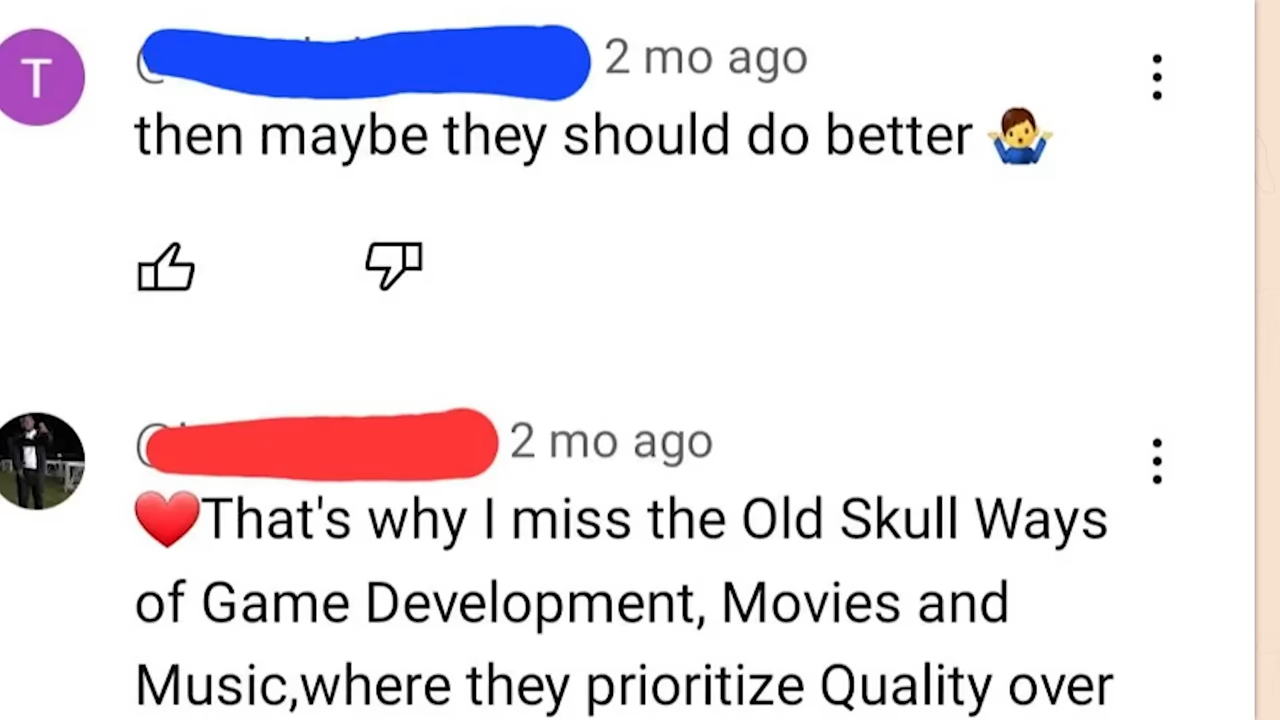 T
2 mo ago
then maybe they should do better 🤷‍♂️
2 mo ago
❤️That's why I miss the Old Skull Ways
of Game Development, Movies and
Music,where they prioritize Quality over